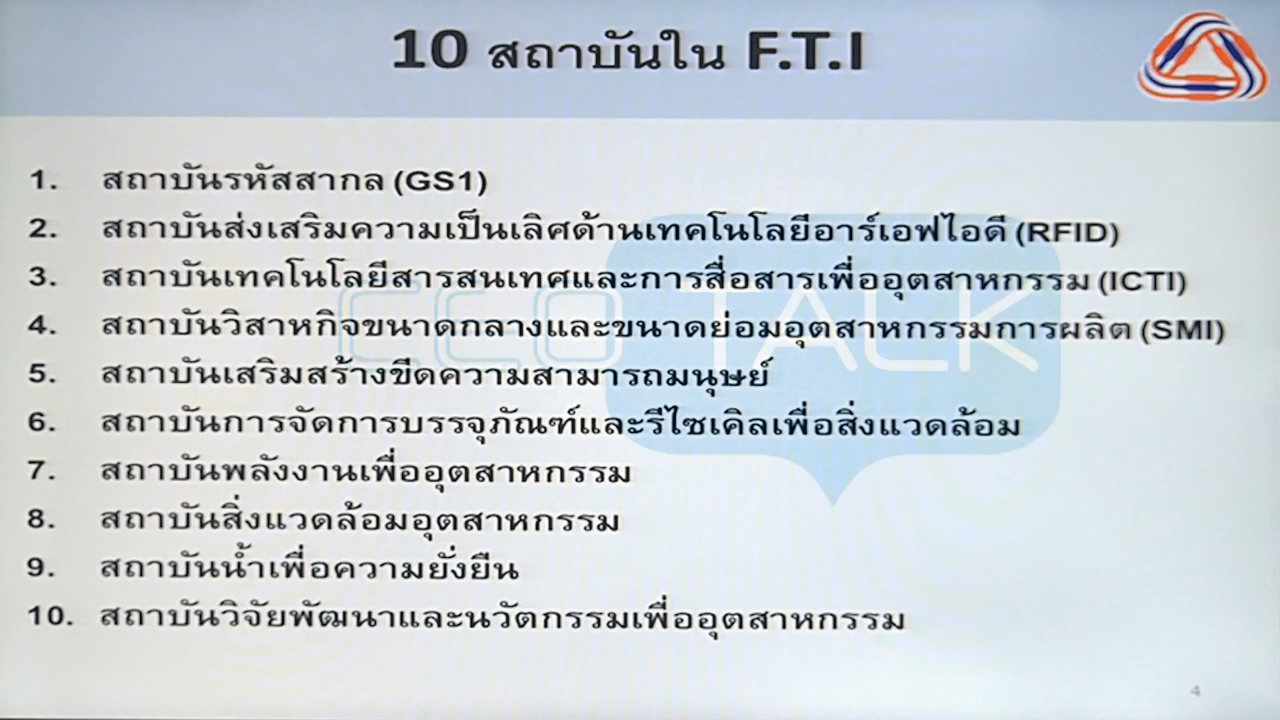 10 สถาบันใน F.T.I
1. สถาบันรหัสสากล (GS1)
2. สถาบันส่งเสริมความเป็นเลิศด้านเทคโนโลยีอาร์เอฟไอดี (RFID)
3. สถาบันเทคโนโลยีสารสนเทศและการสื่อสารเพื่ออุตสาหกรรม (ICTI)
4. สถาบันวิสาหกิจขนาดกลางและขนาดย่อมอุตสาหกรรมการผลิต (SMI)
5. สถาบันเสริมสร้างขีดความสามารถมนุษย์
6. สถาบันการจัดการบรรจุภัณฑ์และรีไซเคิลเพื่อสิ่งแวดล้อม
7. สถาบันพลังงานเพื่ออุตสาหกรรม
8. สถาบันสิ่งแวดล้อมอุตสาหกรรม
9. สถาบันน้ำเพื่อความยั่งยืน
10. สถาบันวิจัยพัฒนาและนวัตกรรมเพื่ออุตสาหกรรม
CCO TALK
4